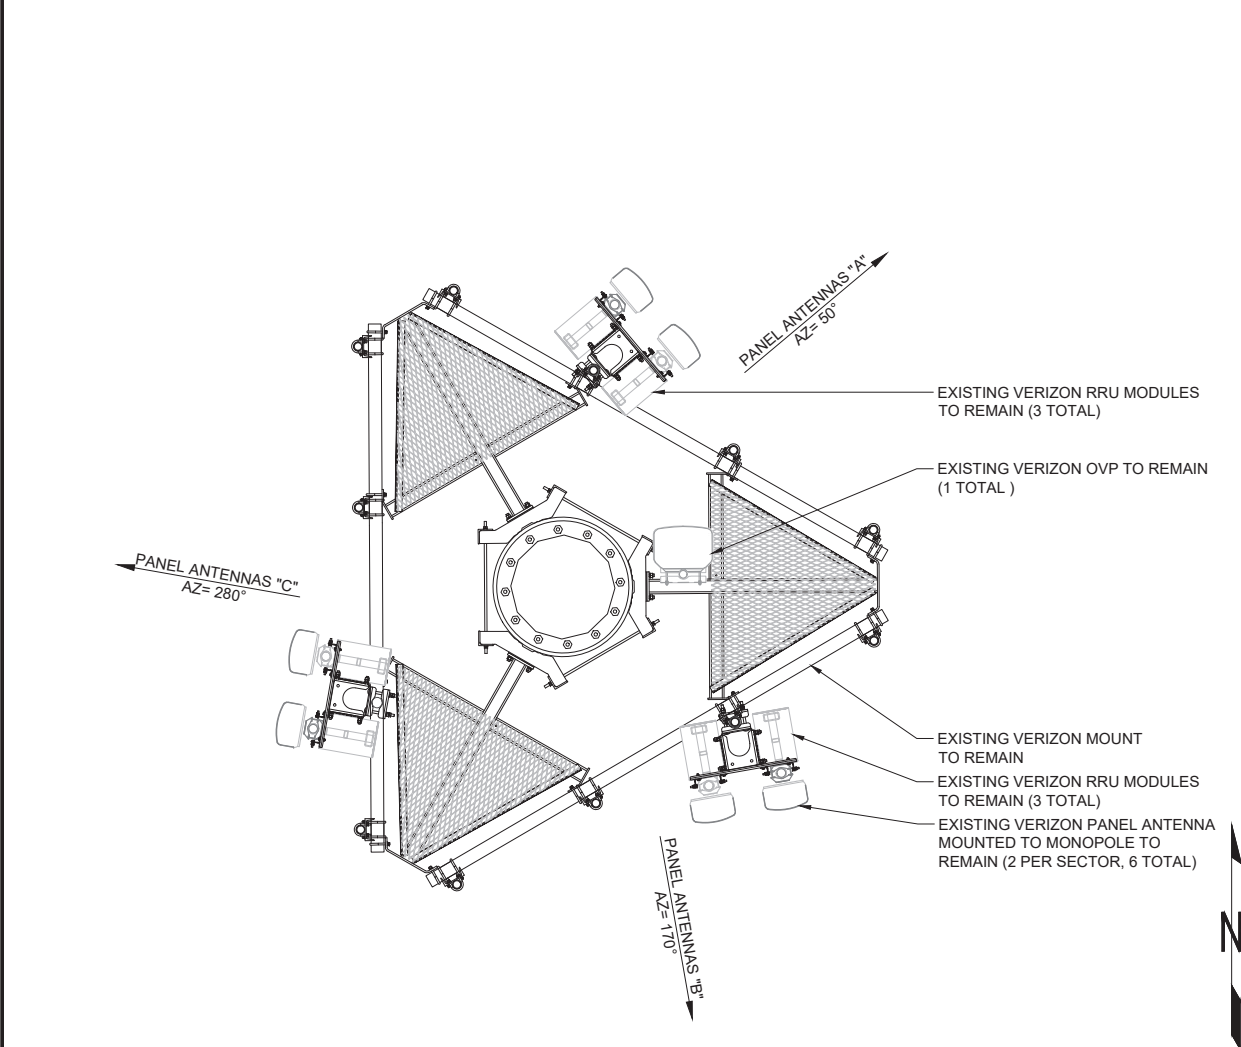 PANEL ANTENNAS "A"
AZ= 50°
EXISTING VERIZON RRU MODULES
TO REMAIN (3 TOTAL)
EXISTING VERIZON OVP TO REMAIN
(1 TOTAL )
PANEL ANTENNAS "C"
AZ= 280°
EXISTING VERIZON MOUNT
TO REMAIN
EXISTING VERIZON RRU MODULES
TO REMAIN (3 TOTAL)
EXISTING VERIZON PANEL ANTENNA
MOUNTED TO MONOPOLE TO
REMAIN (2 PER SECTOR, 6 TOTAL)
PANEL ANTENNAS "B"
AZ= 170°
N